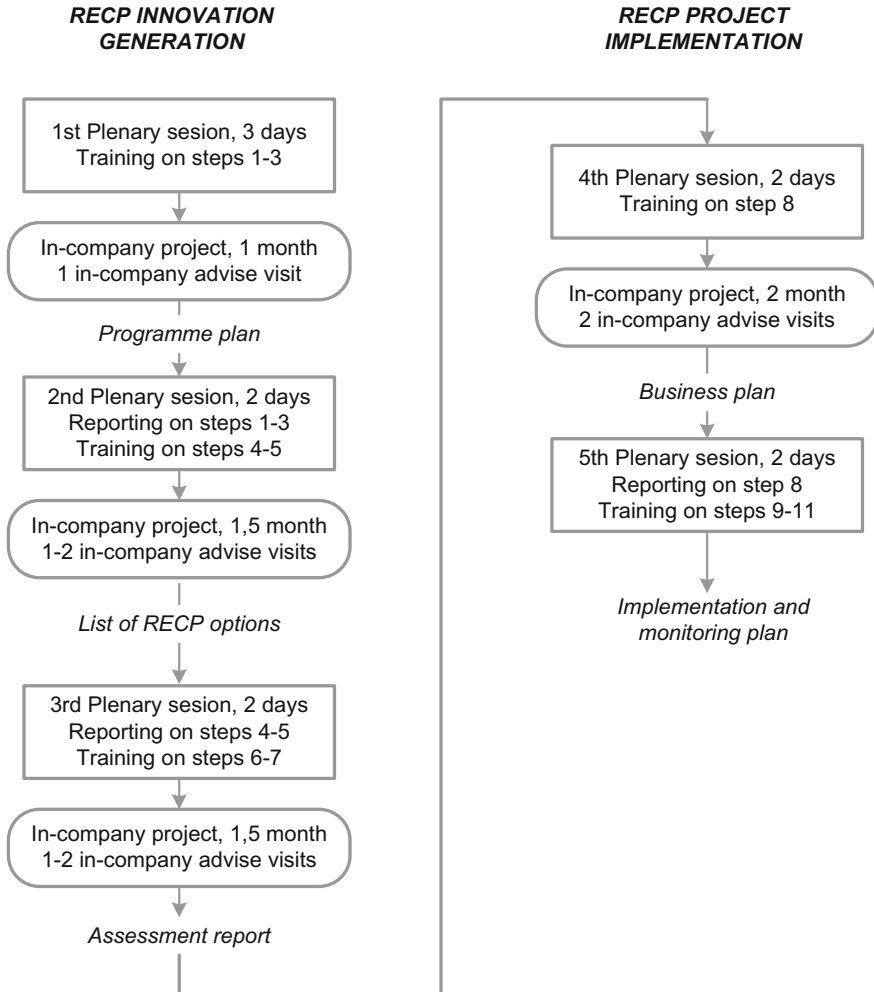 RECP INNOVATION
GENERATION
1st Plenary sesion, 3 days
Training on steps 1-3
In-company project, 1 month
1 in-company advise visit
Programme plan
2nd Plenary sesion, 2 days
Reporting on steps 1-3
Training on steps 4-5
In-company project, 1,5 month
1-2 in-company advise visits
List of RECP options
3rd Plenary sesion, 2 days
Reporting on steps 4-5
Training on steps 6-7
In-company project, 1,5 month
1-2 in-company advise visits
Assessment report
RECP PROJECT
IMPLEMENTATION
4th Plenary sesion, 2 days
Training on step 8
In-company project, 2 month
2 in-company advise visits
Business plan
5th Plenary sesion, 2 days
Reporting on step 8
Training on steps 9-11
Implementation and
monitoring plan